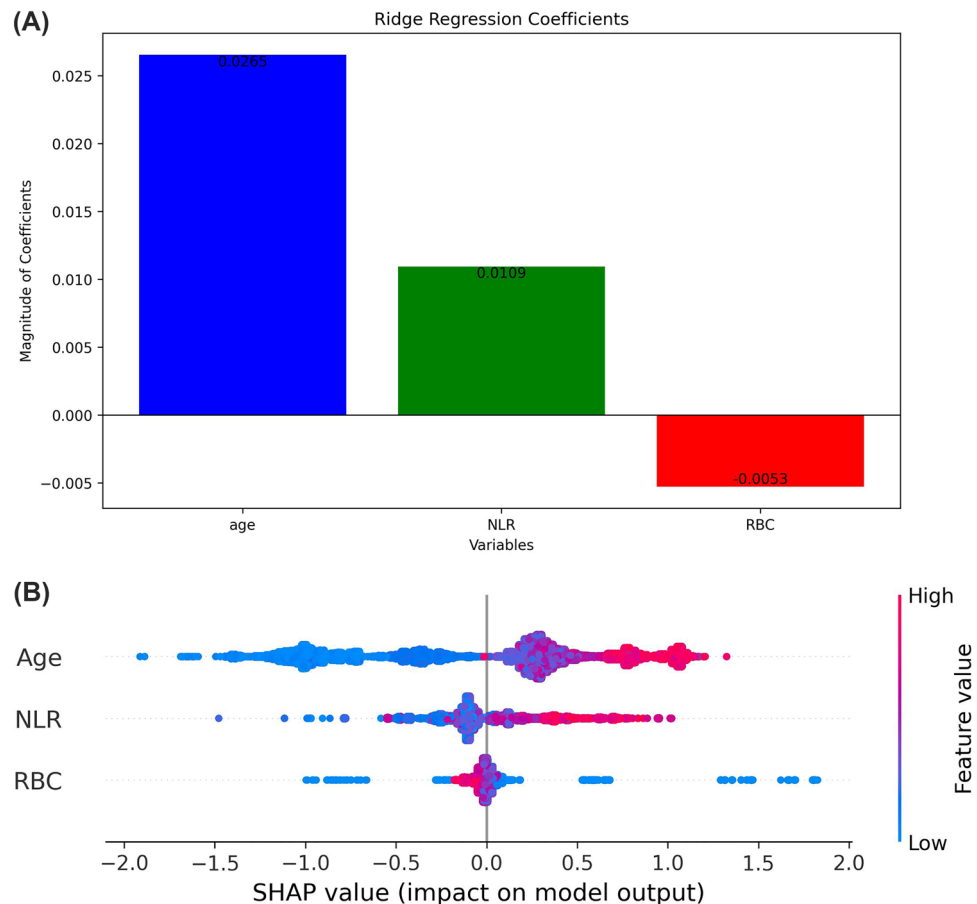 (A)
Ridge Regression Coefficients
Magnitude of Coefficients
0.025
0.020
0.015
0.010
0.005
0.000
−0.005
0.0265
0.0109
-0.0053
age NLR RBC
Variables
(B)
Age
NLR
RBC
−2.0 −1.5 −1.0 −0.5 0.0 0.5 1.0 1.5 2.0
SHAP value (impact on model output)
High
Feature value
Low